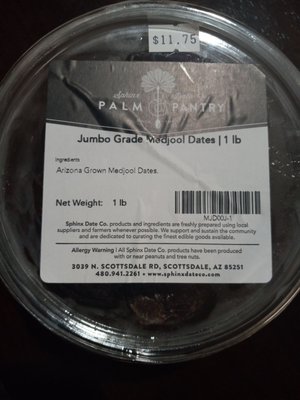 $11.75
Sphinx
PALM PANTRY
Jumbo Grade Medjool Dates | 1 lb
Ingredients
Arizona Grown Medjool Dates.
Net Weight: 1 lb
MJD00J-1
Sphinx Date Co. products and ingredients are freshly prepared using local
suppliers and farmers whenever possible. We support and sustain the community
and are dedicated to curating the finest edible goods available.
Allergy Warning | All Sphinx Date Co. products have been produced
with or near peanuts and tree nuts.
3039 N. SCOTTSDALE RD, SCOTTSDALE, AZ 85251
480.941.2261 • www.sphinxdateco.com